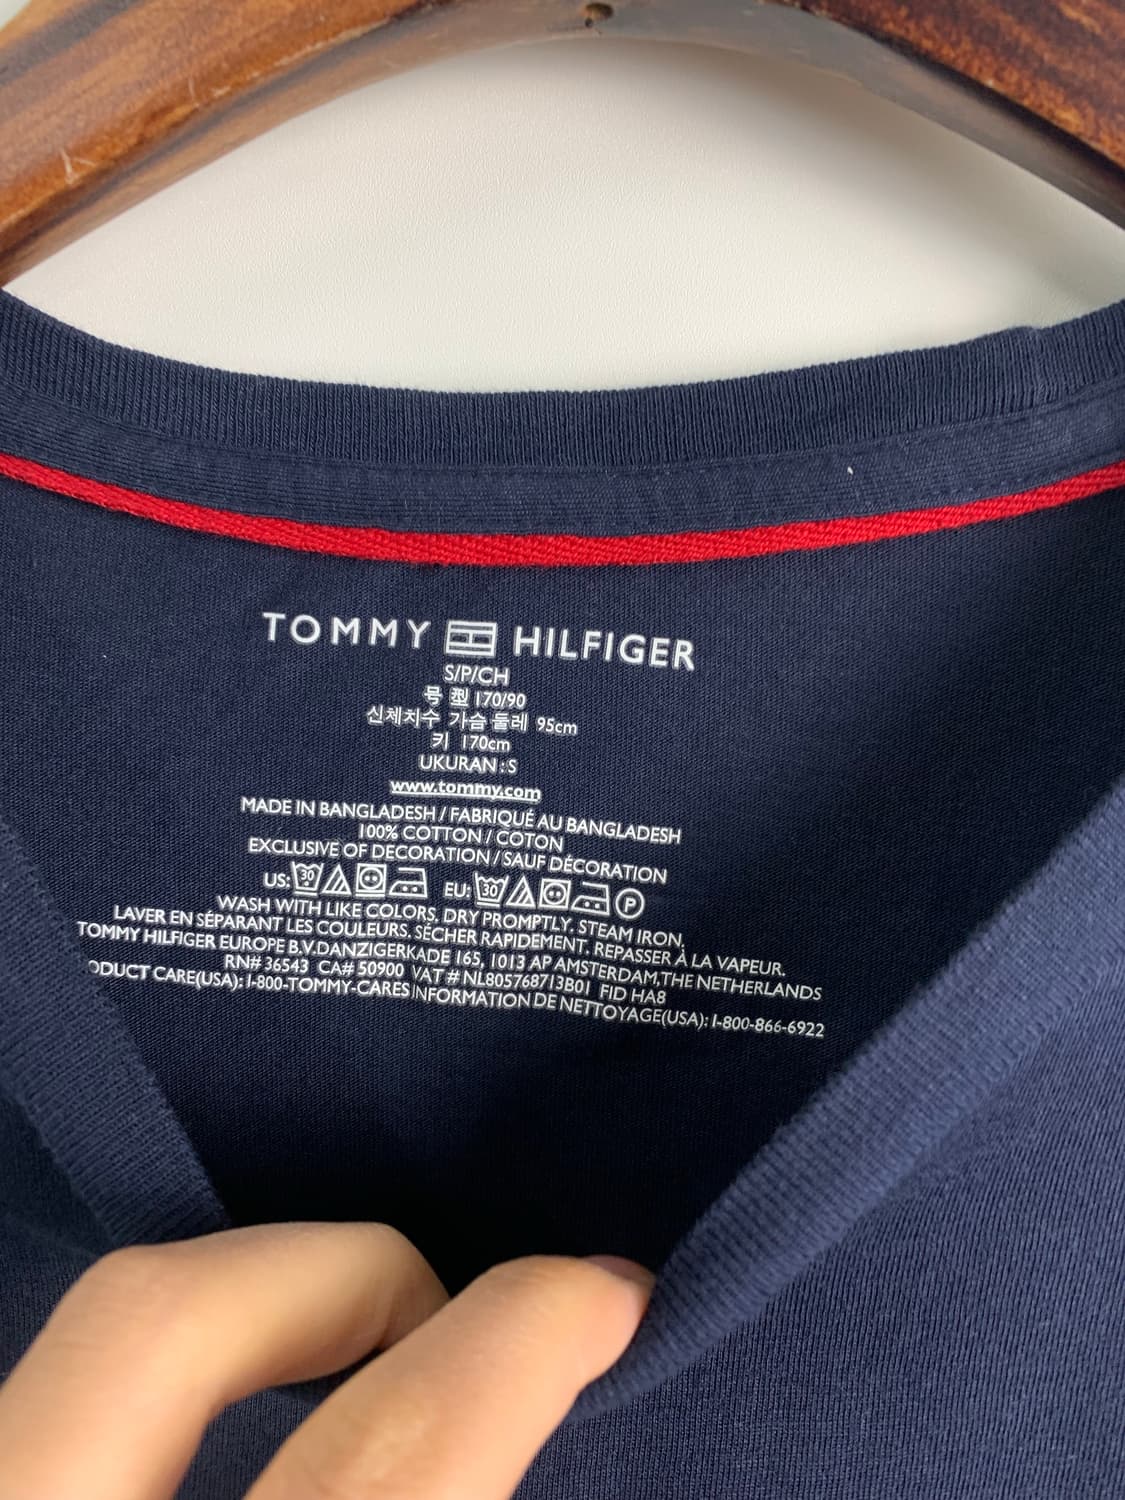 TOMMY HILFIGER
S/P/CH
号 型 170/90
신체치수 가슴 둘레 95cm
키 170cm
UKURAN : S
www.tommy.com
MADE IN BANGLADESH / FABRIQUÉ AU BANGLADESH
100% COTTON / COTON
EXCLUSIVE OF DECORATION / SAUF DÉCORATION
US: 30 EU: 30 P
WASH WITH LIKE COLORS, DRY PROMPTLY. STEAM IRON,
LAVER EN SÉPARANT LES COULEURS. SÉCHER RAPIDEMENT. REPASSER À LA VAPEUR.
TOMMY HILFIGER EUROPE B.V.DANZIGERKADE 165, 1013 AP AMSTERDAM,THE NETHERLANDS
RN# 36543 CA# 50900 VAT # NL805768713B01 FID HA8
ODUCT CARE(USA): 1-800-TOMMY-CARES INFORMATION DE NETTOYAGE(USA): 1-800-866-6922